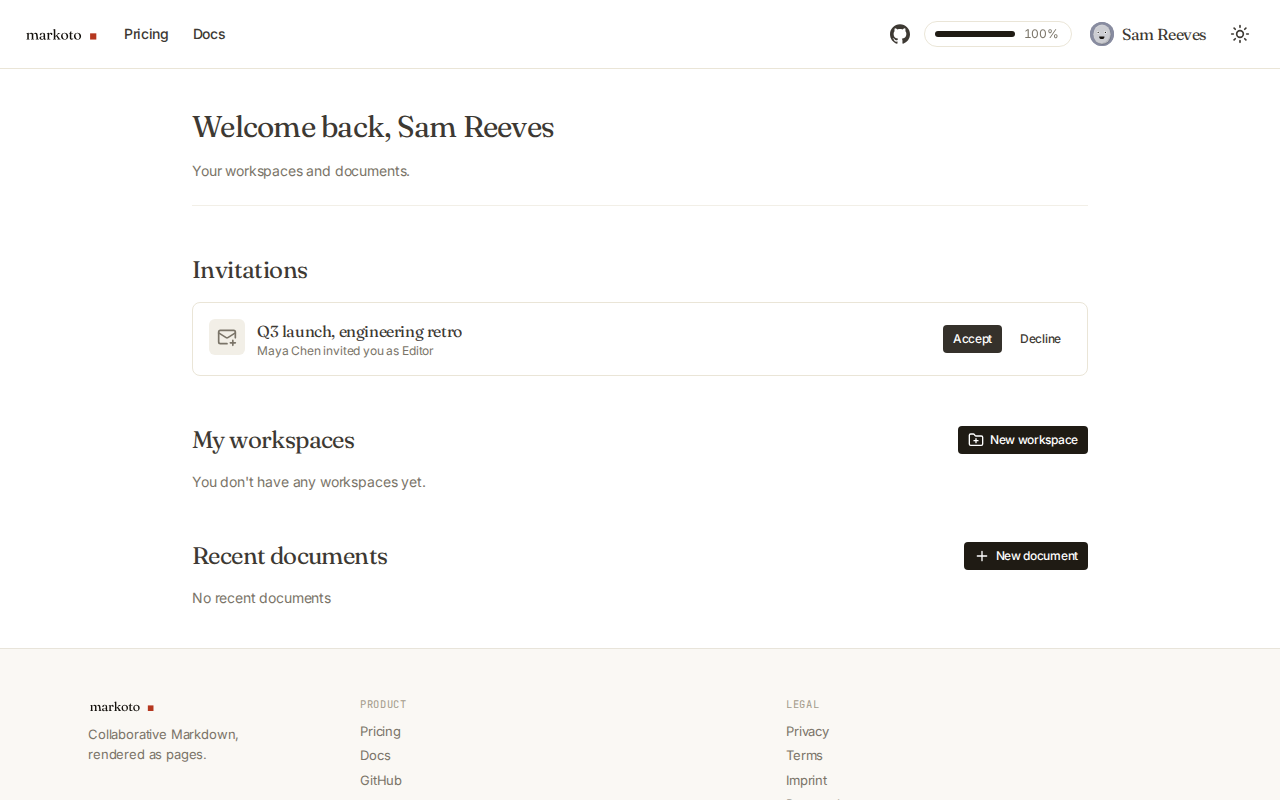 markoto
Pricing
Docs
100%
Sam Reeves
Welcome back, Sam Reeves
Your workspaces and documents.
Invitations
Q3 launch, engineering retro
Maya Chen invited you as Editor
Accept
Decline
My workspaces
New workspace
You don't have any workspaces yet.
Recent documents
New document
No recent documents
markoto
Collaborative Markdown,
rendered as pages.
PRODUCT
Pricing
Docs
GitHub
LEGAL
Privacy
Terms
Imprint